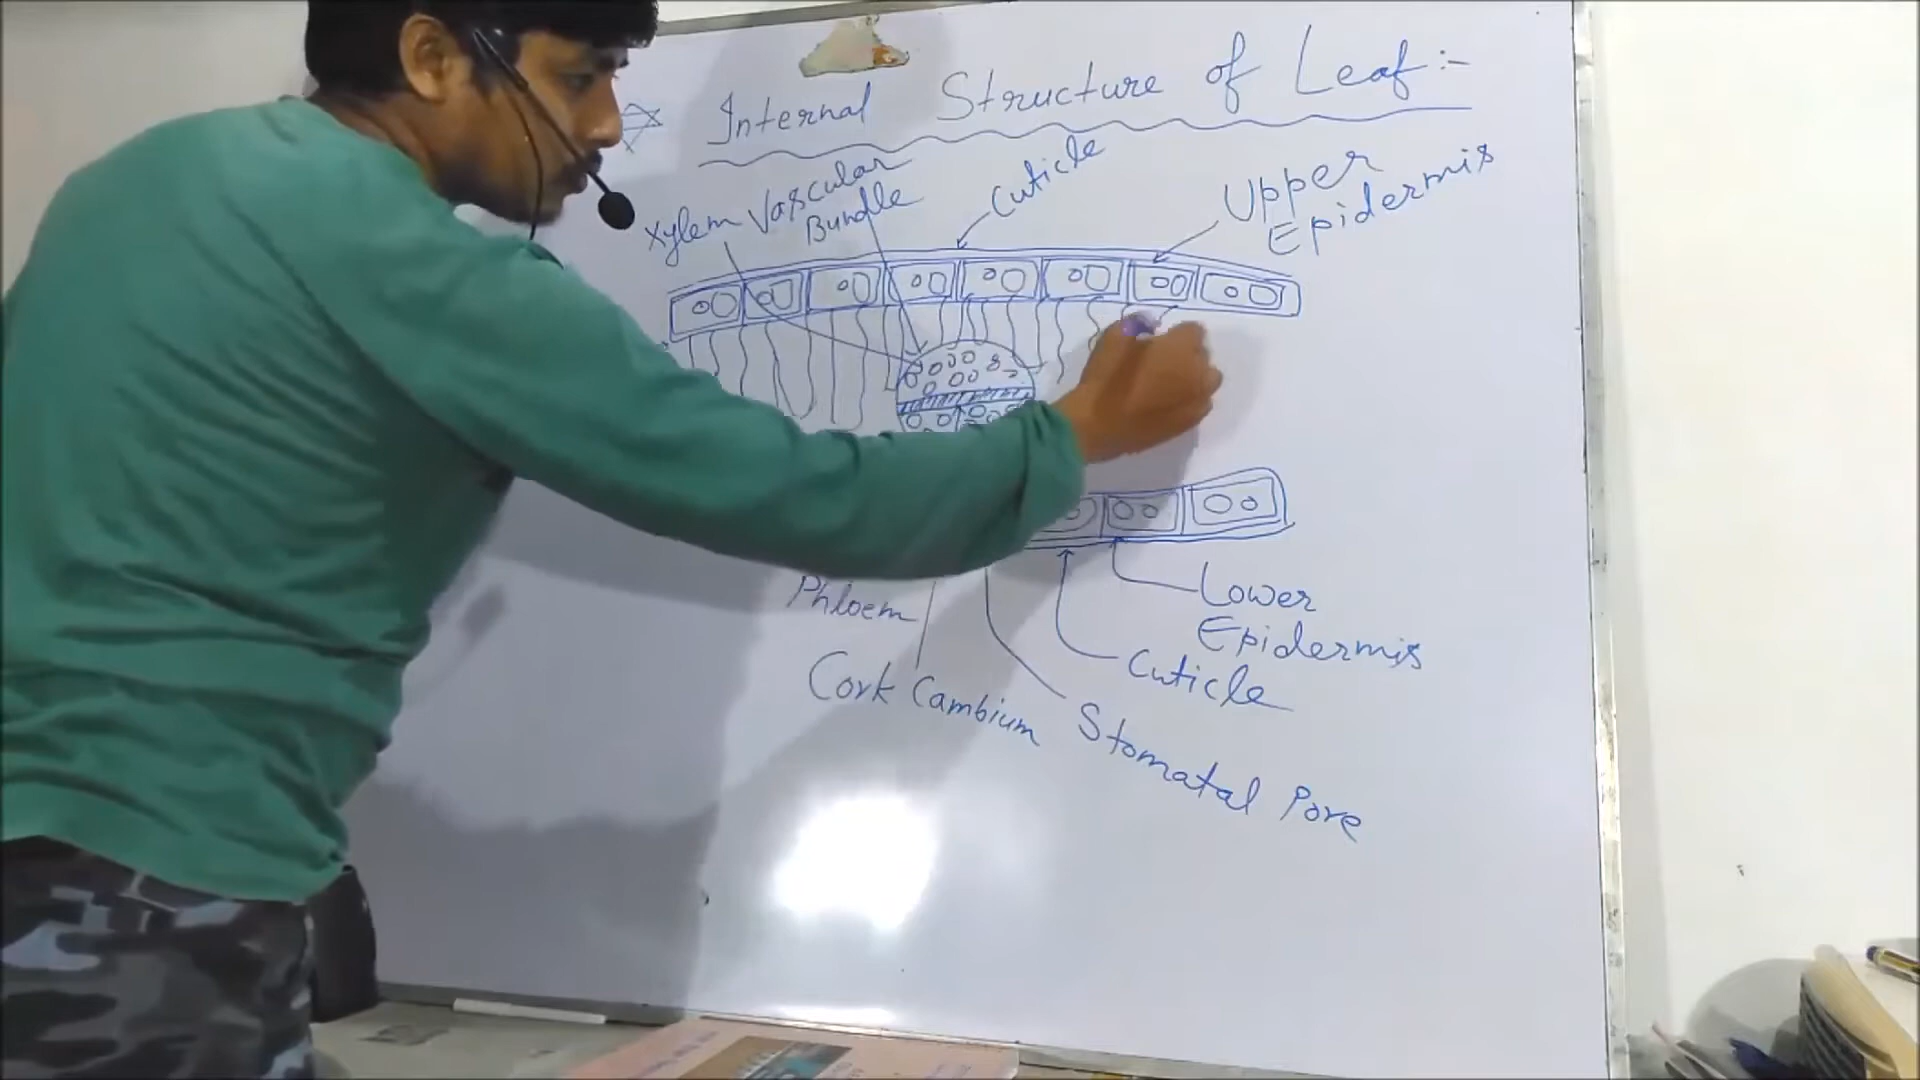 Internal Structure of Leaf :-
Xylem
Vascular
Bundle
Cuticle
Upper
Epidermis
Phloem
Cork Cambium
Stomatal Pore
Cuticle
Lower
Epidermis